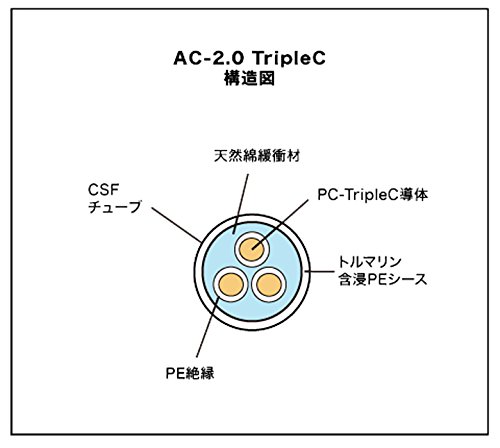 AC-2.0 TripleC
構造図
天然綿緩衝材
CSF
チューブ
PC-TripleC導体
トルマリン
含浸PEシース
PE絶縁